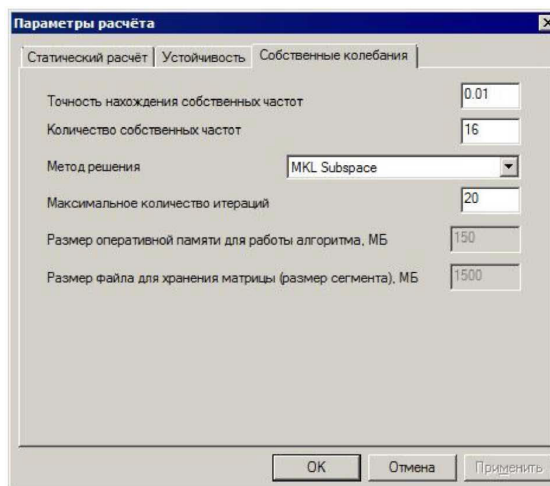 Параметры расчёта
Статический расчёт Устойчивость Собственные колебания
Точность нахождения собственных частот 0.01
Количество собственных частот 16
Метод решения MKL Subspace
Максимальное количество итераций 20
Размер оперативной памяти для работы алгоритма, МБ 150
Размер файла для хранения матрицы (размер сегмента), МБ 1500
OK Отмена Применить